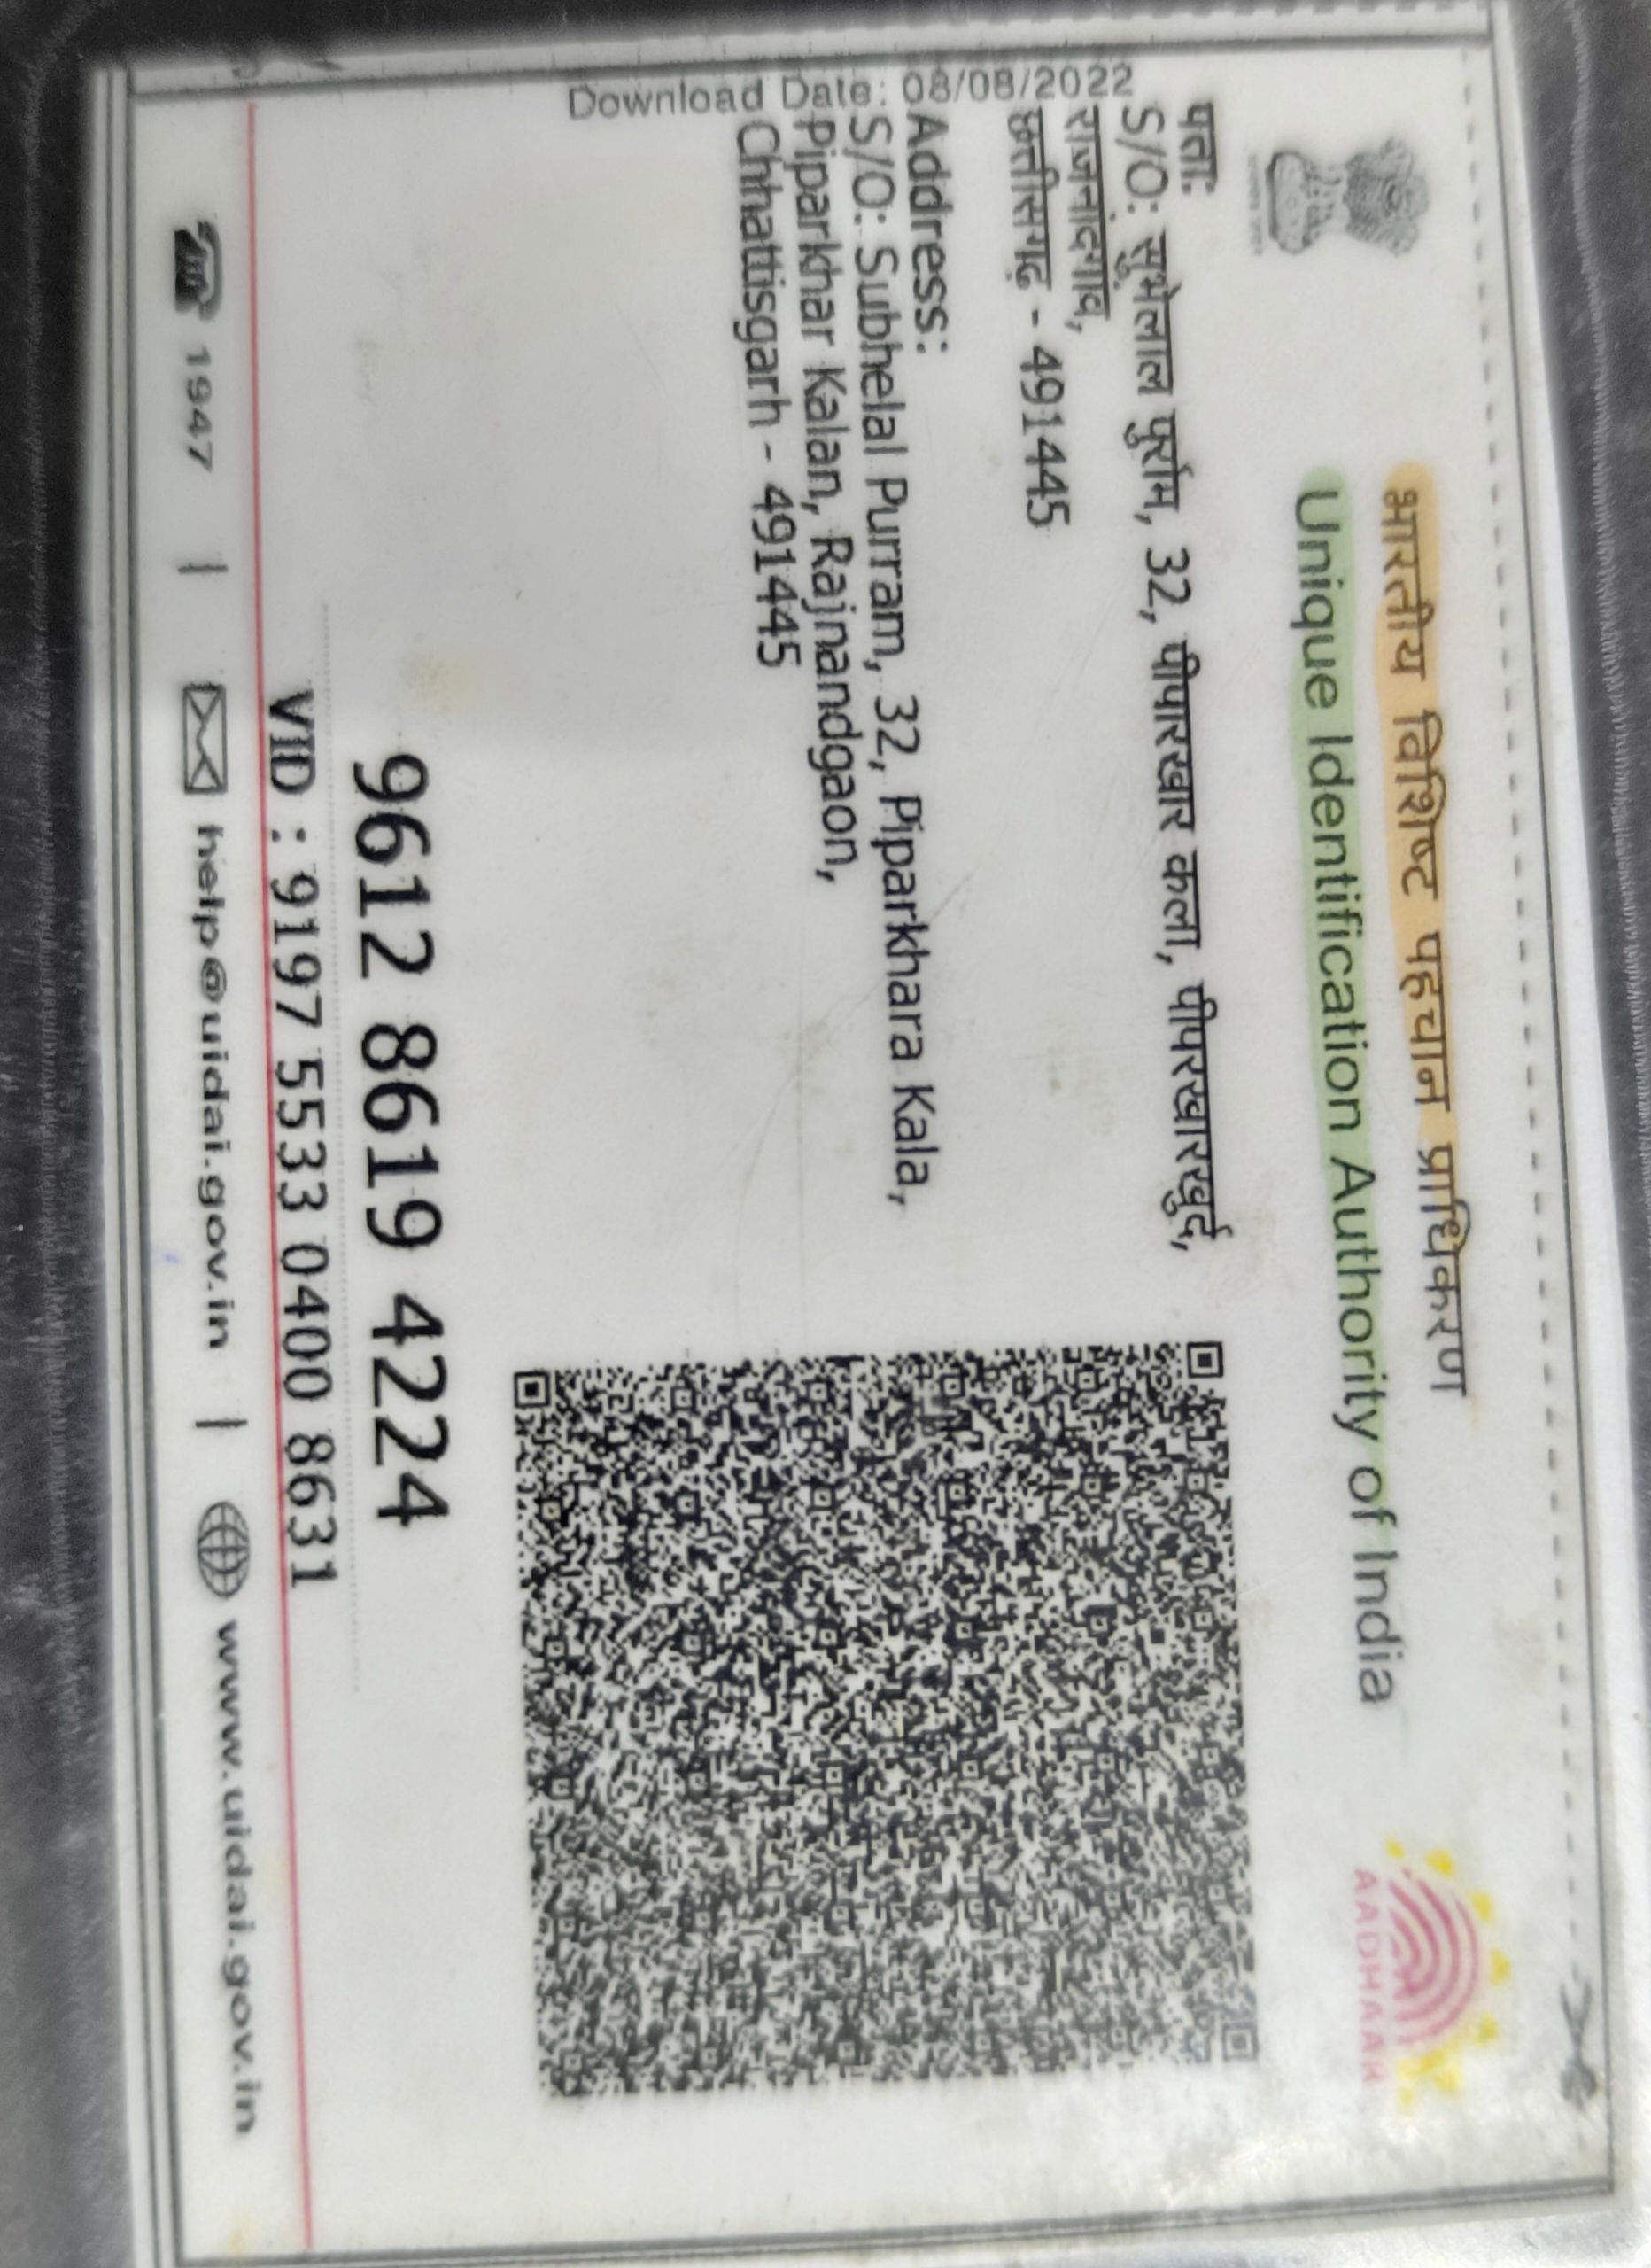 भारतीय विशिष्ट पहचान प्राधिकरण
Unique Identification Authority of India
AADHAAR
Download Date: 08/08/2022
पता:
S/O: सुभेलाल पुर्राम, 32, पीपारखार कला, पीपरखारखुर्द,
राजनांदगांव,
छत्तीसगढ़ - 491445
Address:
S/O: Subhelal Purram, 32, Piparkhara Kala,
Piparkhar Kalan, Rajnandgaon,
Chhattisgarh - 491445
9612 8619 4224
VID : 9197 5533 0400 8631
1947 | help@uidai.gov.in | www.uidai.gov.in